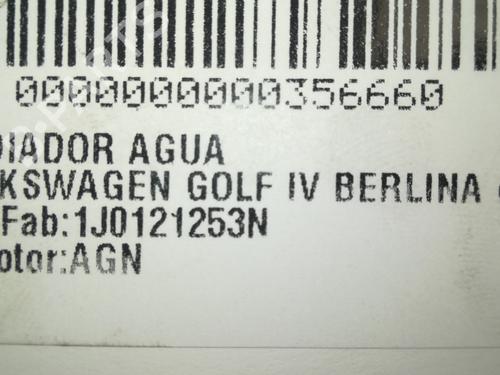 0000000000356660
DIADOR AGUA
KSWAGEN GOLF IV BERLINA
Fab:1J0121253N
otor:AGN